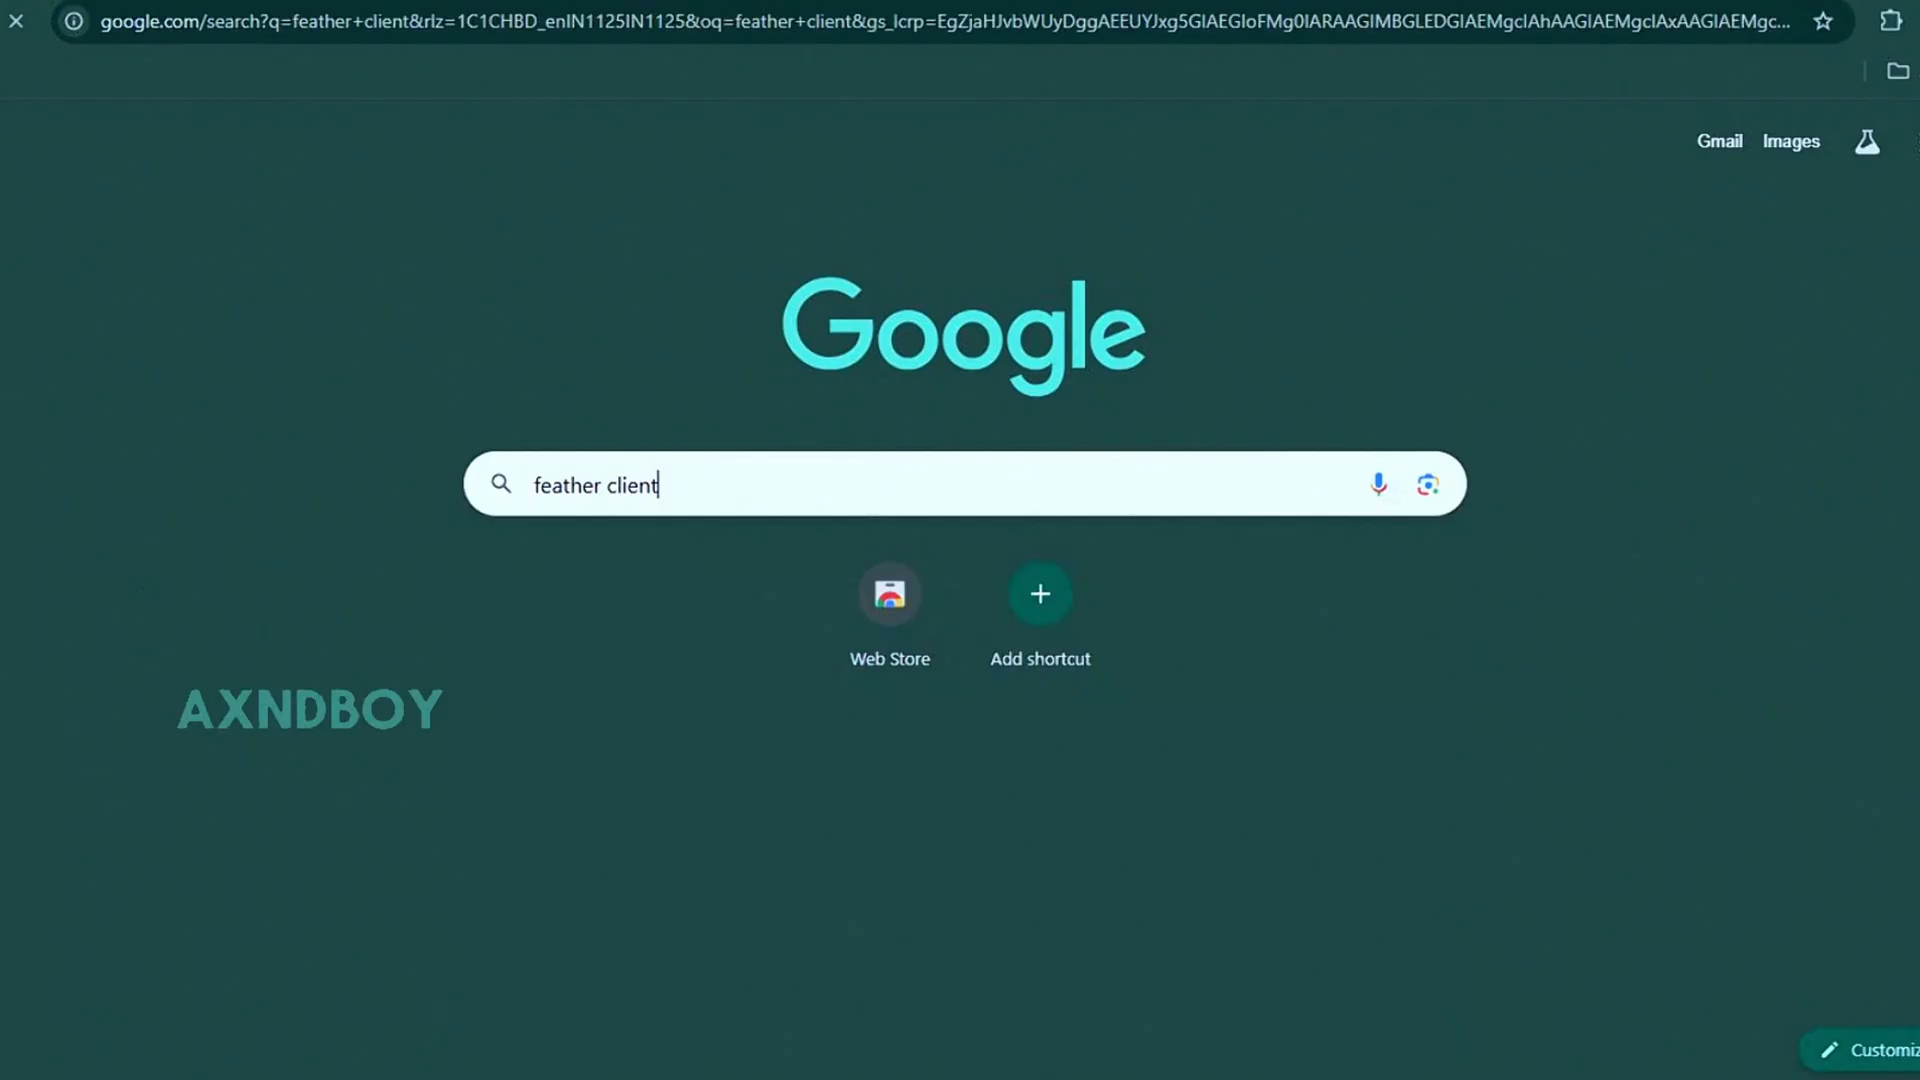 google.com/search?q=feather+client&rlz=1C1CHBD_enIN1125IN1125&oq=feather+client&gs_lcrp=EgZjaHJvbWUyDggAEEUYJxg5GIAEGIoFMg0IARAAGIMBGLEDGIAEMgcIAhAAGIAEMgcIAxAAGIAEMgc...
Gmail Images
Google
feather client
Web Store Add shortcut
AXNDBOY
Customiz